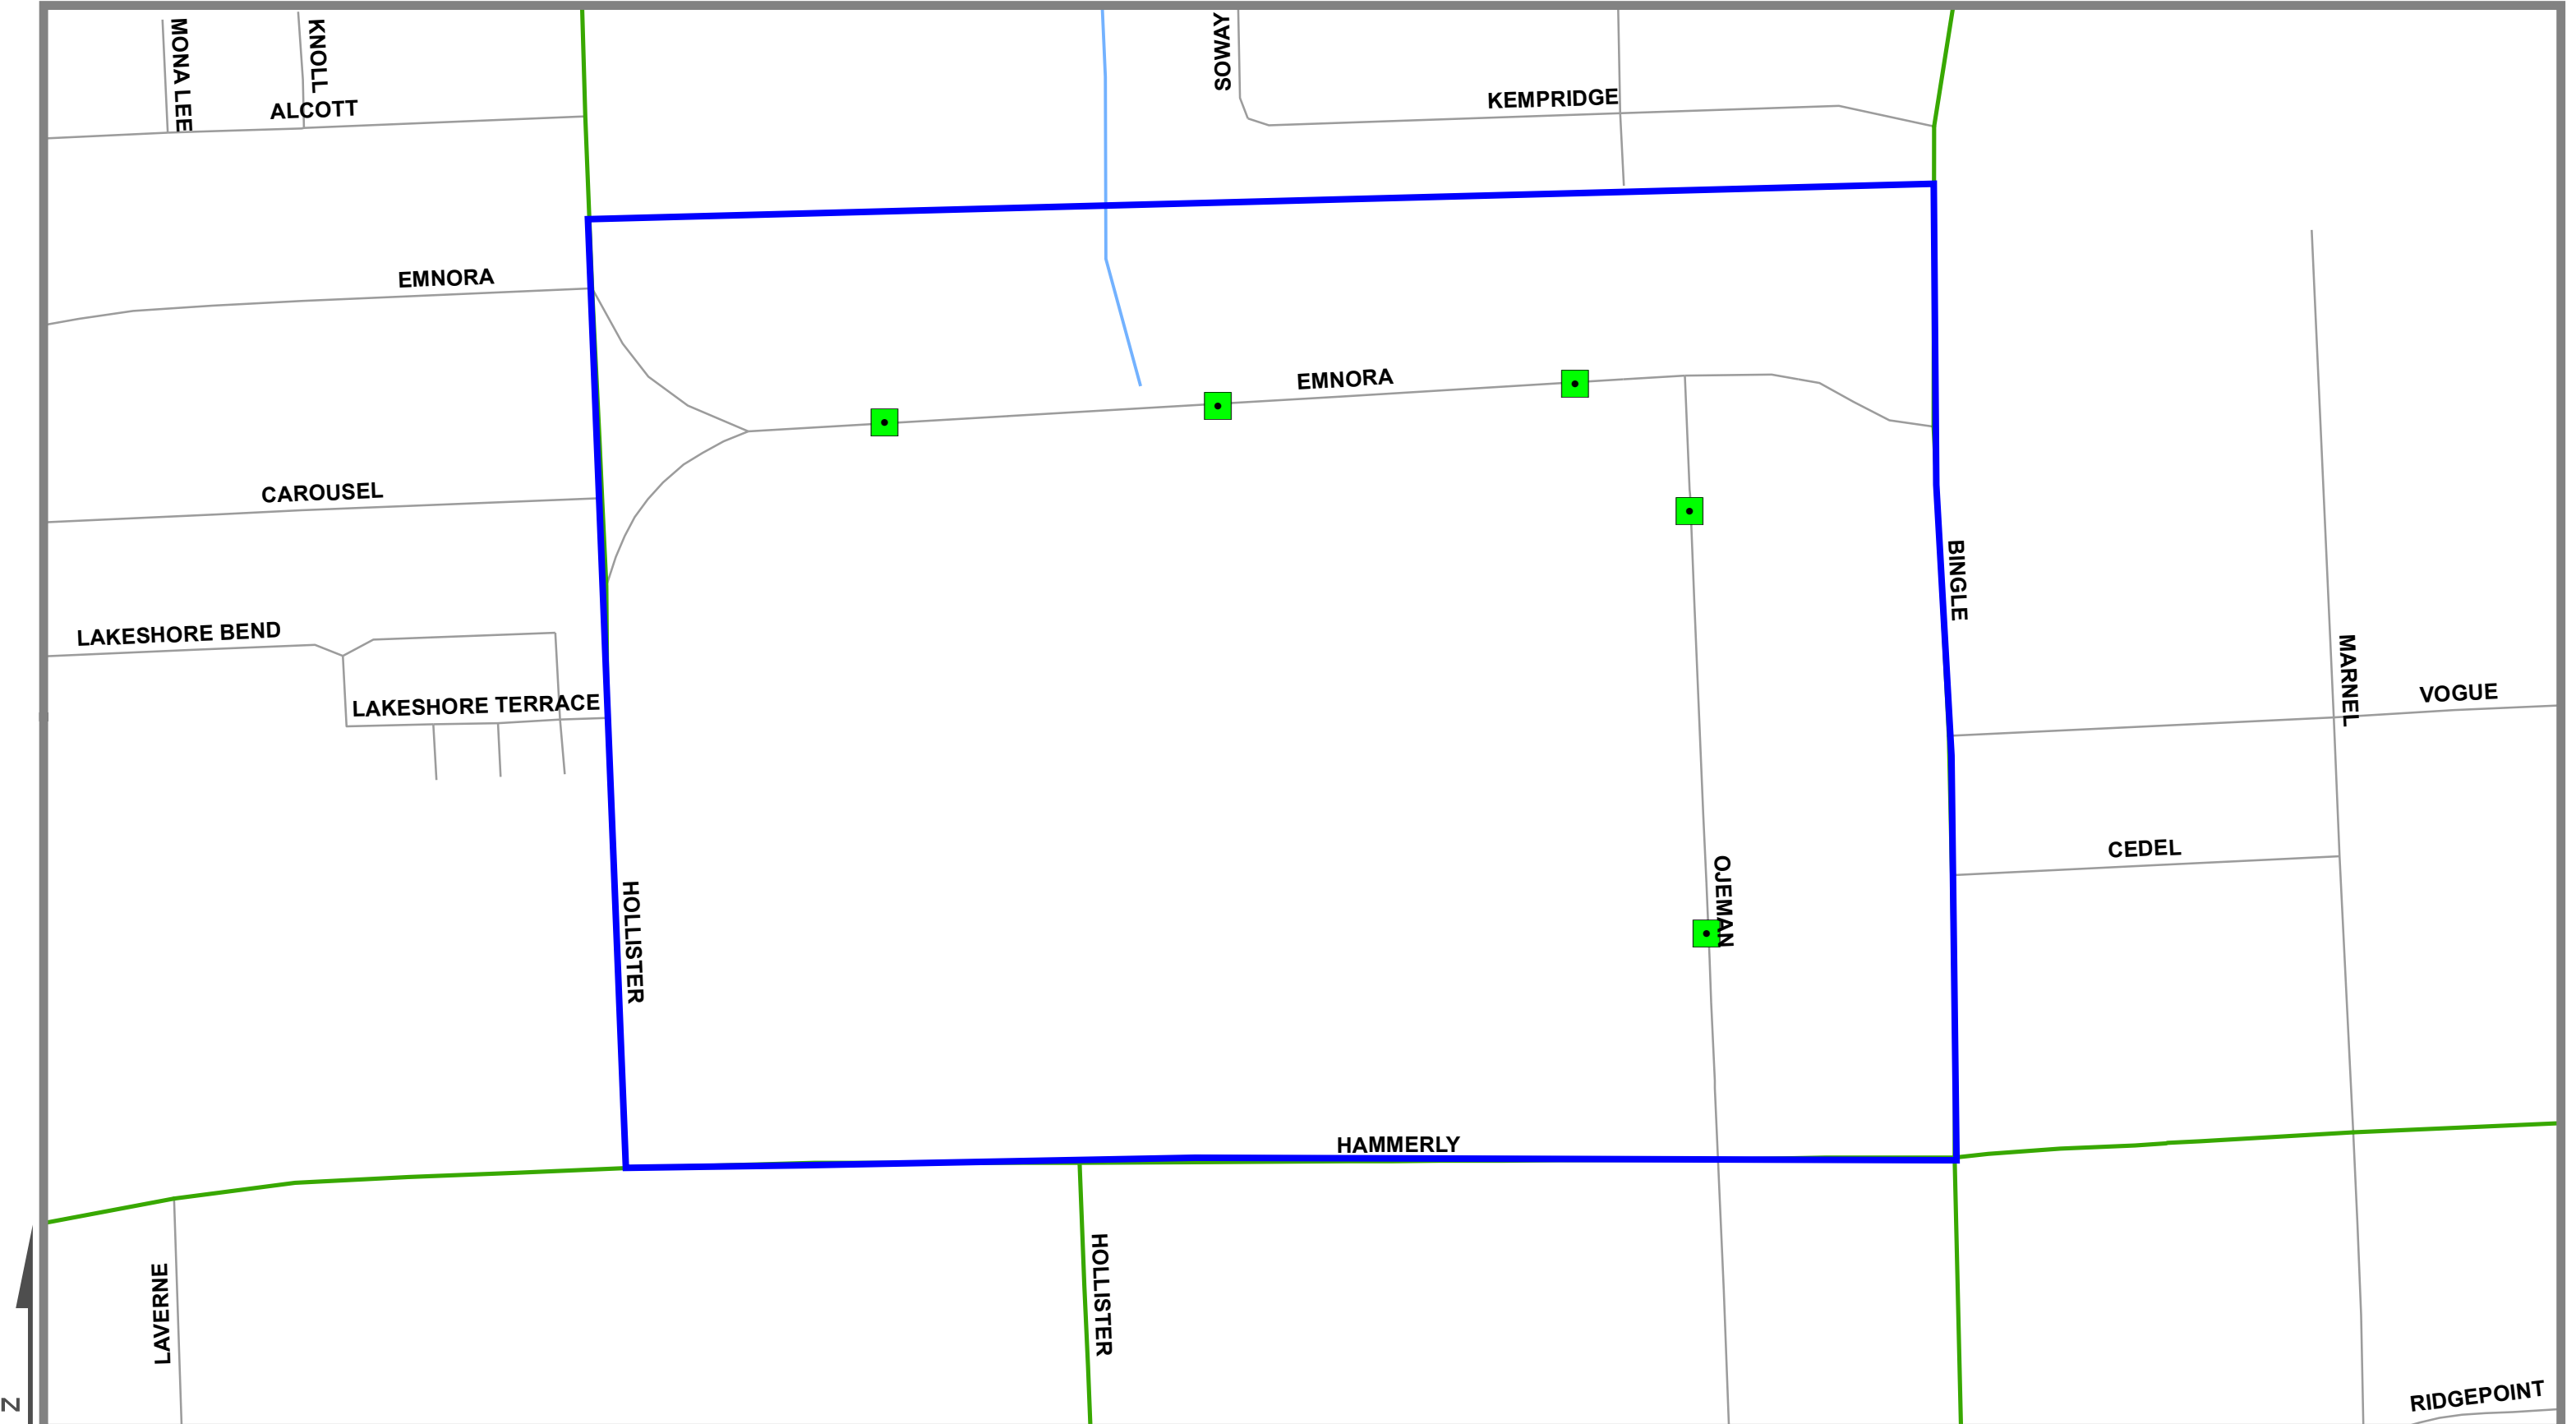 MONA LEE
KNOLL
SOWAY
ALCOTT
KEMPRIDGE
EMNORA
EMNORA
CAROUSEL
BINGLE
LAKESHORE BEND
MARNEL
VOGUE
LAKESHORE TERRACE
CEDEL
OJEMAN
HOLLISTER
HAMMERLY
HOLLISTER
LAVERNE
RIDGEPOINT
N